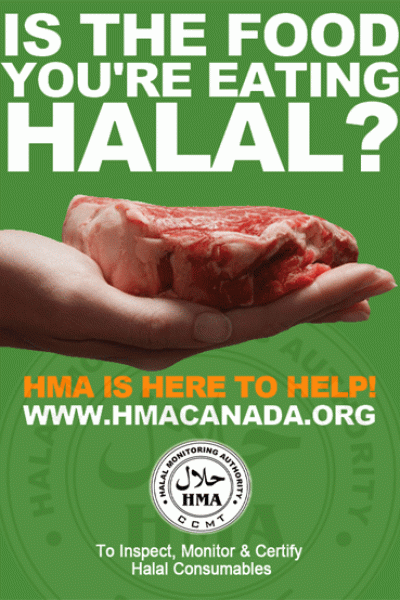 IS THE FOOD
YOU'RE EATING
HALAL?
HMA IS HERE TO HELP!
WWW.HMACANADA.ORG
HALAL MONITORING AUTHORITY
حلال
HMA
CCMT
To Inspect, Monitor & Certify
Halal Consumables